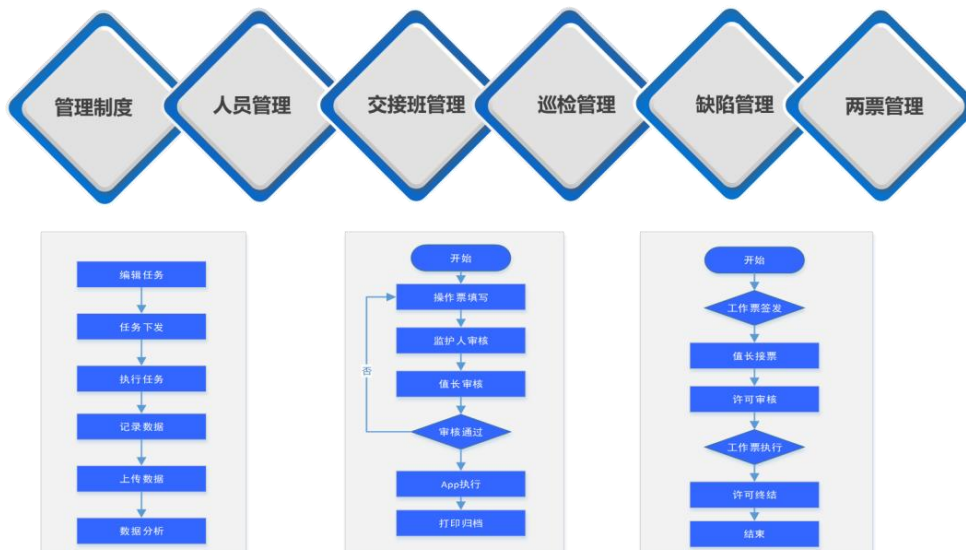 管理制度
人员管理
交接班管理
巡检管理
缺陷管理
两票管理
编辑任务
任务下发
执行任务
记录数据
上传数据
数据分析
开始
操作票填写
监护人审核
否
值长审核
审核通过
App执行
打印归档
开始
工作票签发
值长接票
许可审核
工作票执行
许可终结
结束